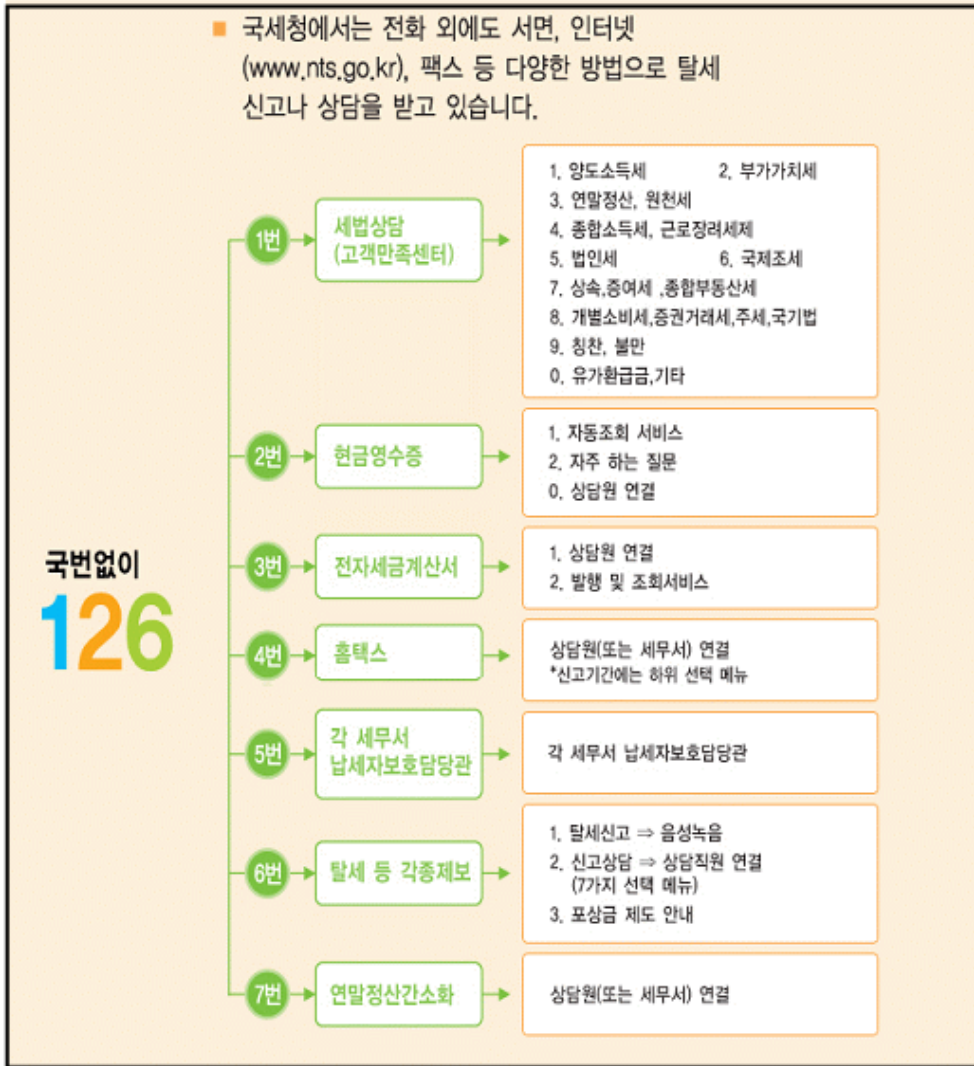 ■ 국세청에서는 전화 외에도 서면, 인터넷
(www.nts.go.kr), 팩스 등 다양한 방법으로 탈세
신고나 상담을 받고 있습니다.
국번없이
126
1번
세법상담
(고객만족센터)
1. 양도소득세 2. 부가가치세
3. 연말정산, 원천세
4. 종합소득세, 근로장려세제
5. 법인세 6. 국제조세
7. 상속,증여세 ,종합부동산세
8. 개별소비세,증권거래세,주세,국기법
9. 칭찬, 불만
0. 유가환급금,기타
2번
현금영수증
1. 자동조회 서비스
2. 자주 하는 질문
0. 상담원 연결
3번
전자세금계산서
1. 상담원 연결
2. 발행 및 조회서비스
4번
홈택스
상담원(또는 세무서) 연결
*신고기간에는 하위 선택 메뉴
5번
각 세무서
납세자보호담당관
각 세무서 납세자보호담당관
6번
탈세 등 각종제보
1. 탈세신고 ⇒ 음성녹음
2. 신고상담 ⇒ 상담직원 연결
(7가지 선택 메뉴)
3. 포상금 제도 안내
7번
연말정산간소화
상담원(또는 세무서) 연결